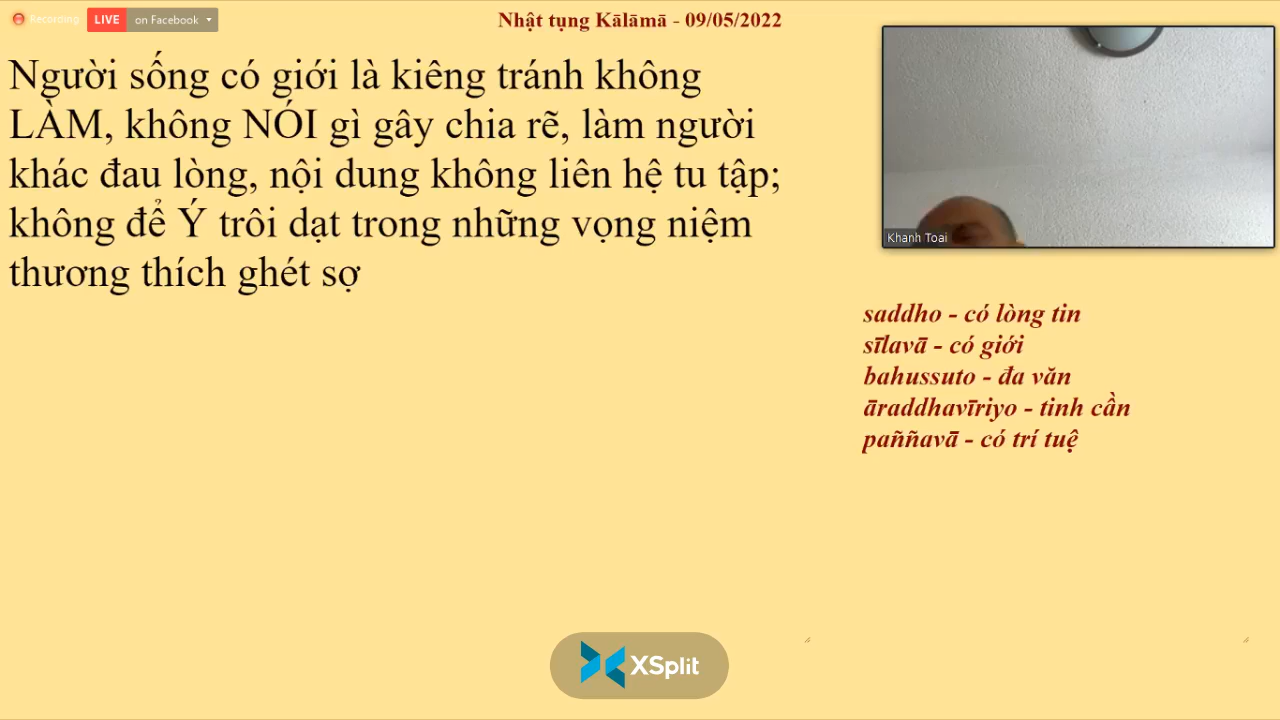 Recording
LIVE on Facebook
Nhật tụng Kālāmā - 09/05/2022
Người sống có giới là kiêng tránh không
LÀM, không NÓI gì gây chia rẽ, làm người
khác đau lòng, nội dung không liên hệ tu tập;
không để Ý trôi dạt trong những vọng niệm
thương thích ghét sợ
Khanh Toai
saddho - có lòng tin
sīlavā - có giới
bahussuto - đa văn
āraddhavīriyo - tinh cần
paññavā - có trí tuệ
XSplit